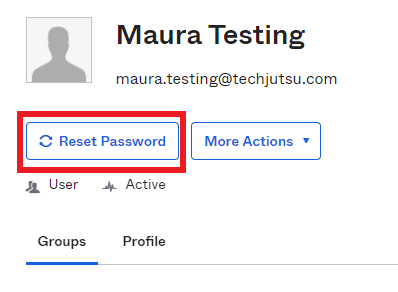 Maura Testing
maura.testing@techjutsu.com
Reset Password More Actions
User Active
Groups Profile